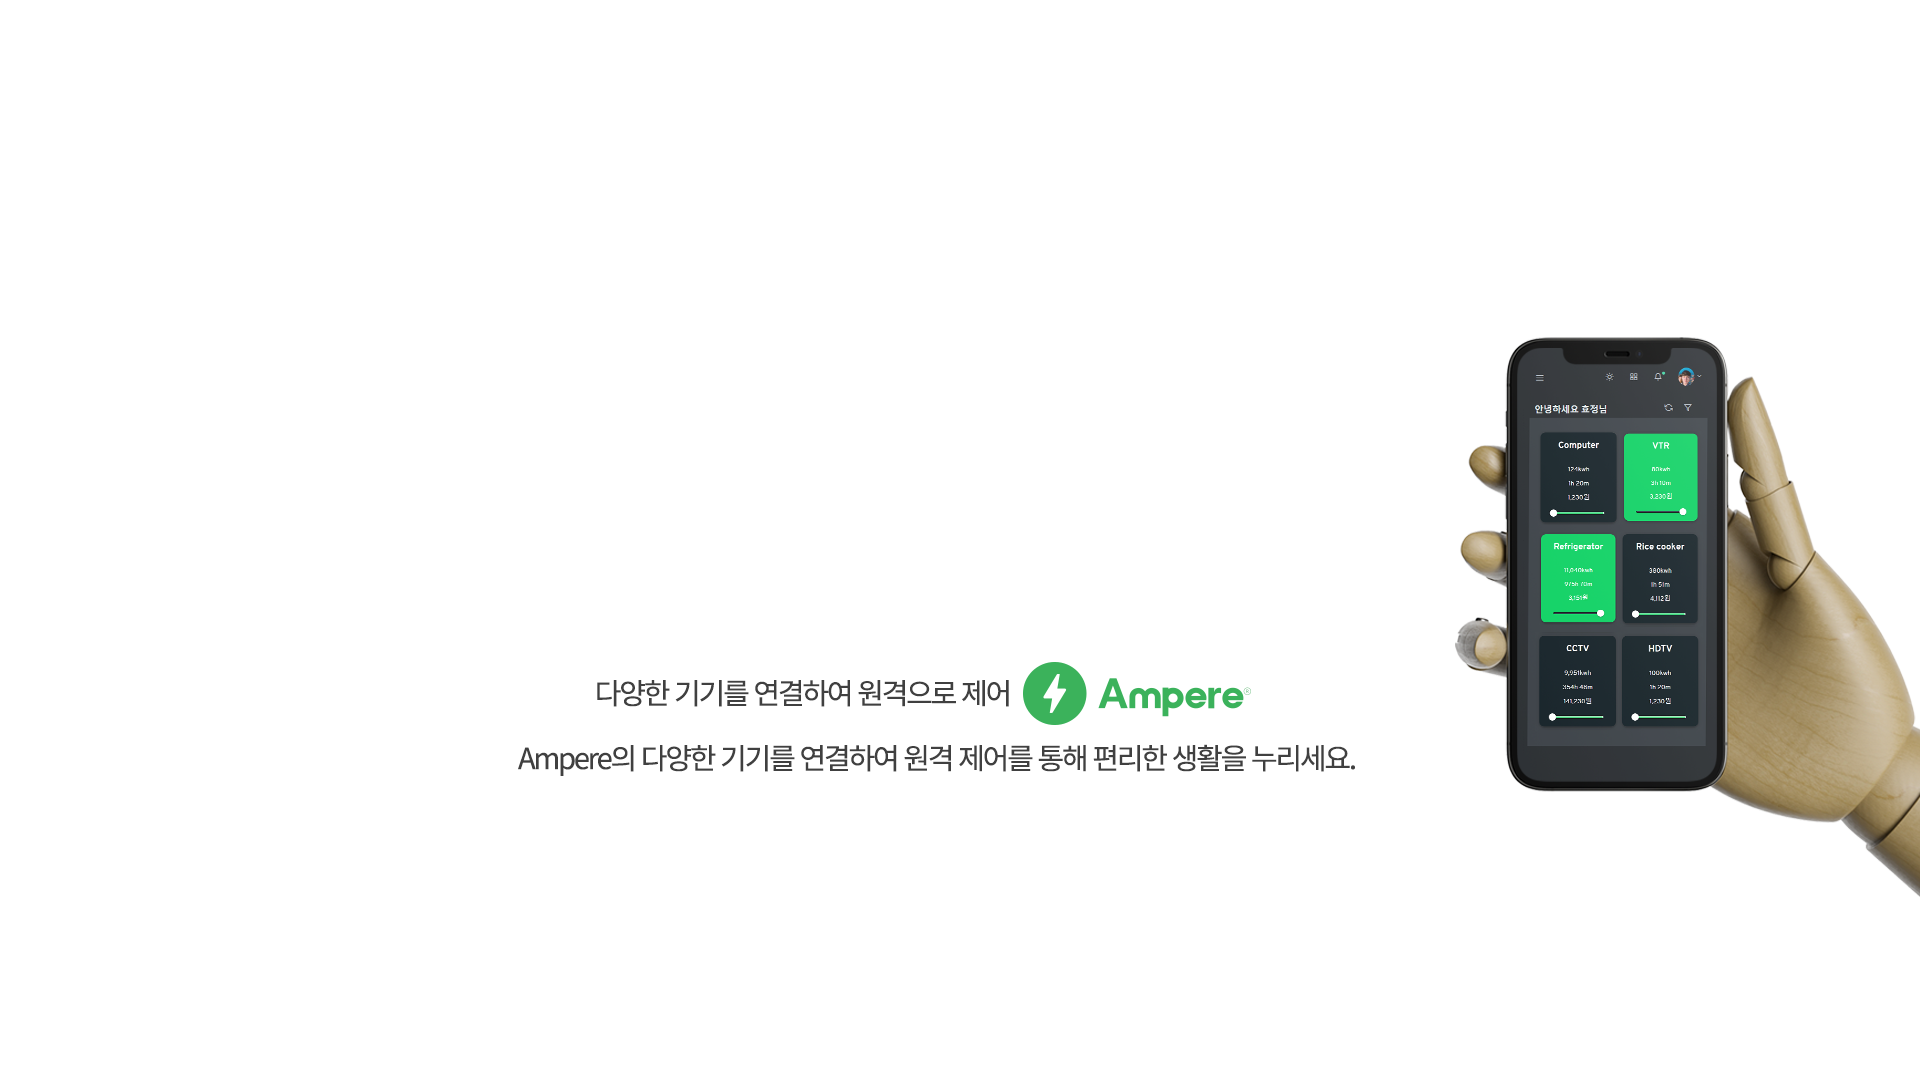 다양한 기기를 연결하여 원격으로 제어 Ampere®
Ampere의 다양한 기기를 연결하여 원격 제어를 통해 편리한 생활을 누리세요.
안녕하세요 효정님
Computer
124kwh
1h 20m
1,230원
VTR
80kwh
3h 10m
3,230원
Refrigerator
11,040kwh
975h 70m
3,151원
Rice cooker
380kwh
1h 51m
4,112원
CCTV
9,951kwh
354h 46m
141,230원
HDTV
100kwh
1h 20m
1,230원